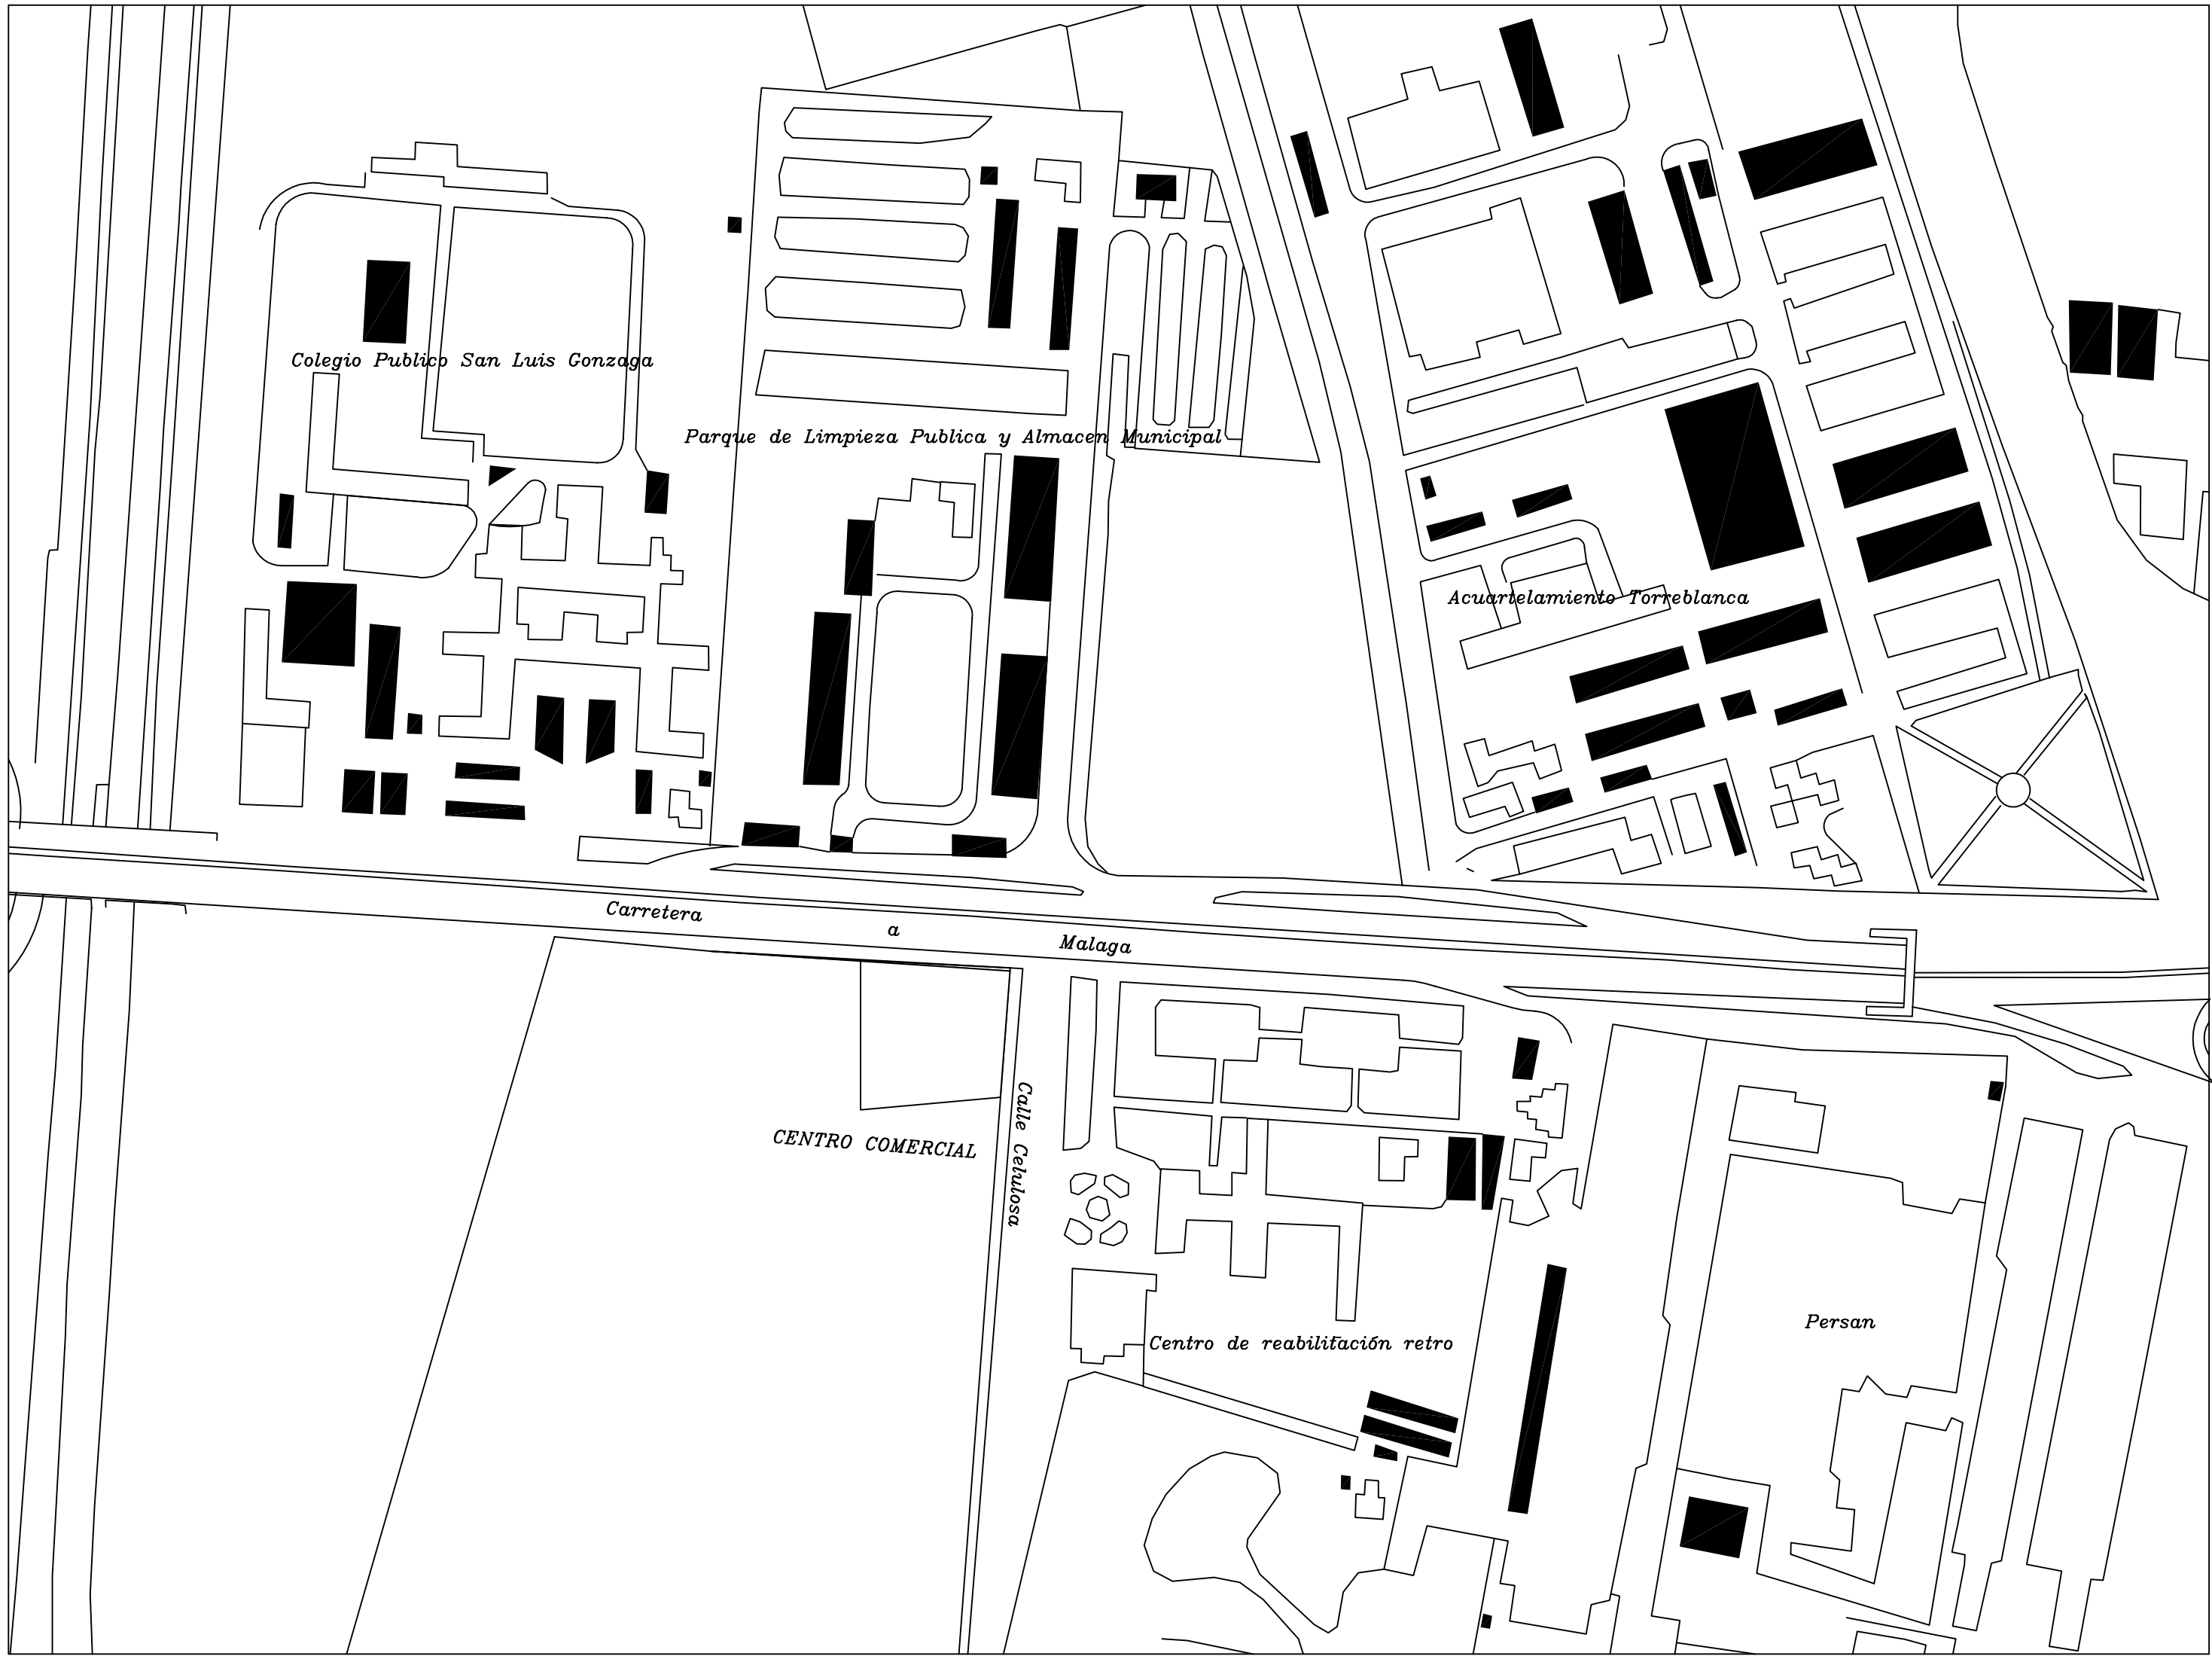 Colegio Publico San Luis Gonzaga
Parque de Limpieza Publica y Almacen Municipal
Acuartelamiento Torreblanca
Carretera
a
Malaga
CENTRO COMERCIAL
Calle Celulosa
Persan
Centro de reabilitación retro